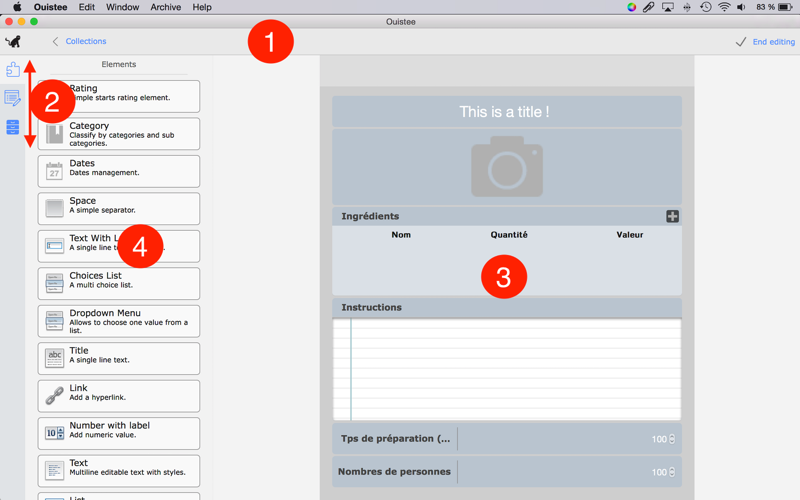 Ouistee Edit Window Archive Help 83 %
Ouistee
Collections
1
End editing
Elements
2
Rating
simple starts rating element.
Category
Classify by categories and sub
categories.
27
Dates
Dates management.
Space
A simple separator.
Text With L
A single line t
4
Choices List
A multi choice list.
Dropdown Menu
Allows to choose one value from a
list.
abc
Title
A single line text.
Link
Add a hyperlink.
10
Number with label
Add numeric value.
Text
Multiline editable text with styles.
List
This is a title !
Ingrédients
Nom Quantité Valeur
3
Instructions
Tps de préparation (... 100
Nombres de personnes 100